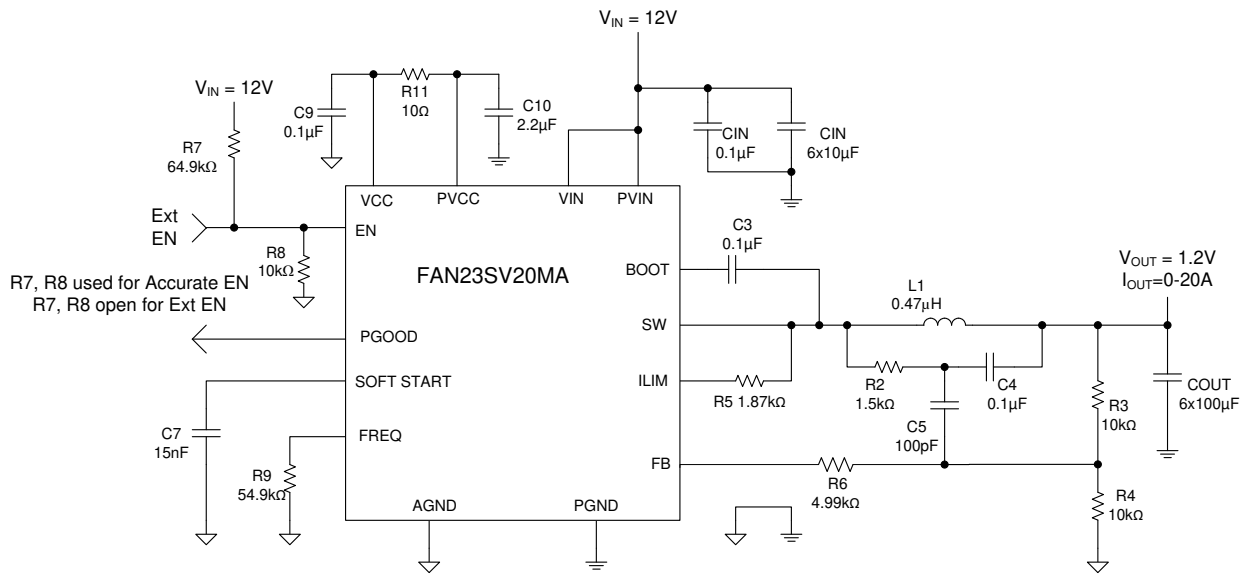 V_IN = 12V
V_IN = 12V
C9
0.1µF
R11
10Ω
C10
2.2µF
R7
64.9kΩ
CIN
0.1µF
CIN
6x10µF
VCC
PVCC
VIN
PVIN
Ext
EN
EN
R8
10kΩ
R7, R8 used for Accurate EN
R7, R8 open for Ext EN
FAN23SV20MA
C3
0.1µF
BOOT
V_OUT = 1.2V
I_OUT=0-20A
L1
0.47µH
SW
PGOOD
SOFT START
ILIM
R5 1.87kΩ
R2
1.5kΩ
C4
0.1µF
C5
100pF
R3
10kΩ
COUT
6x100µF
C7
15nF
FREQ
R9
54.9kΩ
FB
R6
4.99kΩ
R4
10kΩ
AGND
PGND